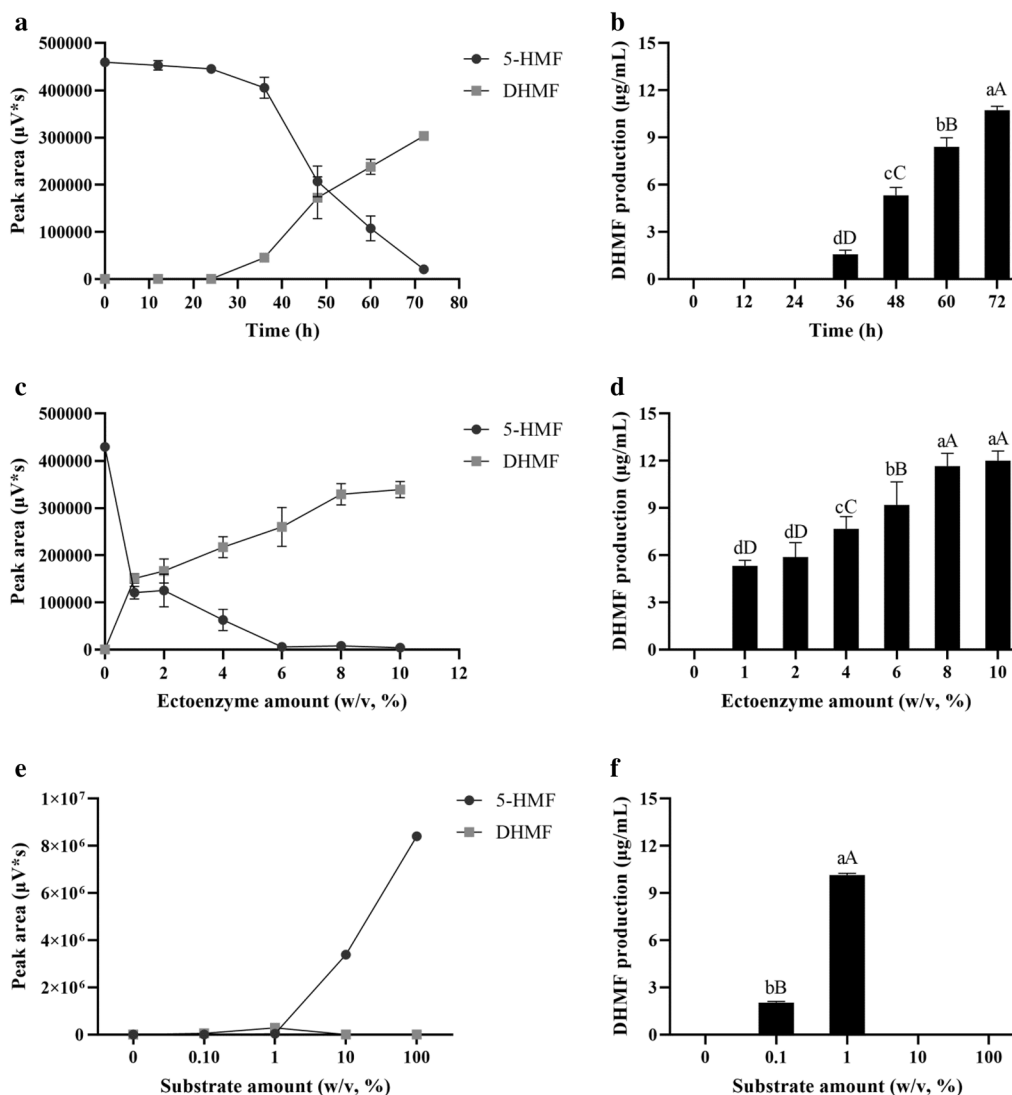 a
Peak area (µV*s)
500000
400000
300000
200000
100000
0
0 10 20 30 40 50 60 70 80
Time (h)
5-HMF
DHMF
b
DHMF production (µg/mL)
15
12
9
6
3
0
dD
cC
bB
aA
0 12 24 36 48 60 72
Time (h)
c
Peak area (µV*s)
500000
400000
300000
200000
100000
0
0 2 4 6 8 10 12
Ectoenzyme amount (w/v, %)
5-HMF
DHMF
d
DHMF production (µg/mL)
15
12
9
6
3
0
dD
dD
cC
bB
aA
aA
0 1 2 4 6 8 10
Ectoenzyme amount (w/v, %)
e
Peak area (µV*s)
1×10⁷
8×10⁶
6×10⁶
4×10⁶
2×10⁶
0
0 0.10 1 10 100
Substrate amount (w/v, %)
5-HMF
DHMF
f
DHMF production (µg/mL)
15
12
9
6
3
0
bB
aA
0 0.1 1 10 100
Substrate amount (w/v, %)